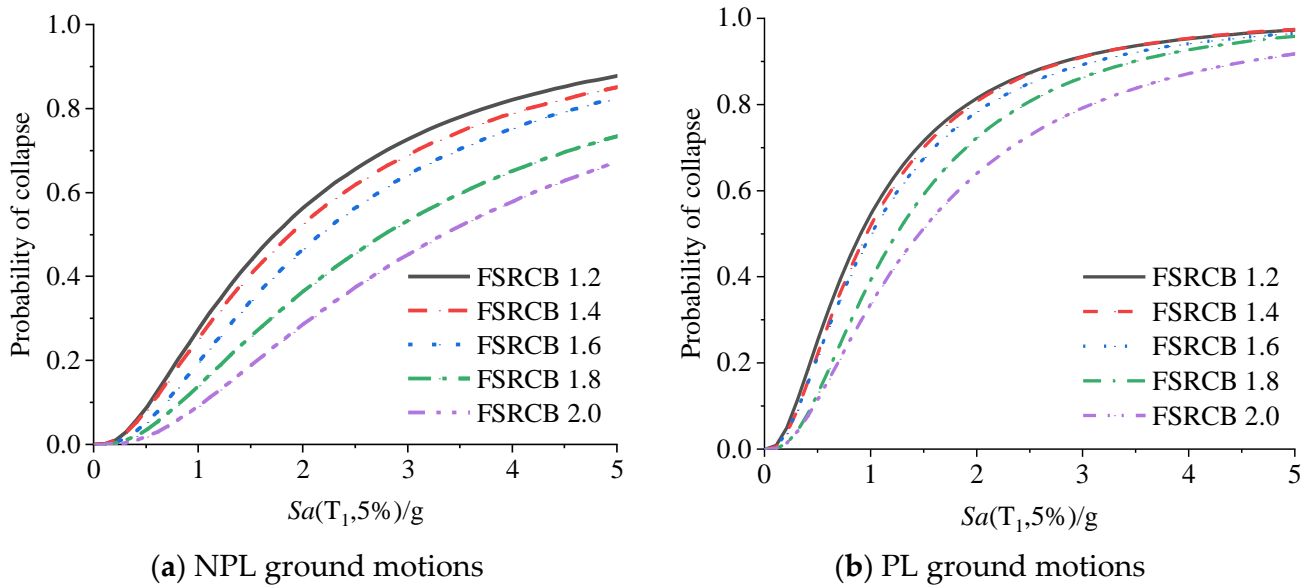 Probability of collapse
1.0
0.8
0.6
0.4
0.2
0.0
0 1 2 3 4 5
Sa(T₁,5%)/g
FSRCB 1.2
FSRCB 1.4
FSRCB 1.6
FSRCB 1.8
FSRCB 2.0
(a) NPL ground motions
Probability of collapse
1.0
0.8
0.6
0.4
0.2
0.0
0 1 2 3 4 5
Sa(T₁,5%)/g
FSRCB 1.2
FSRCB 1.4
FSRCB 1.6
FSRCB 1.8
FSRCB 2.0
(b) PL ground motions